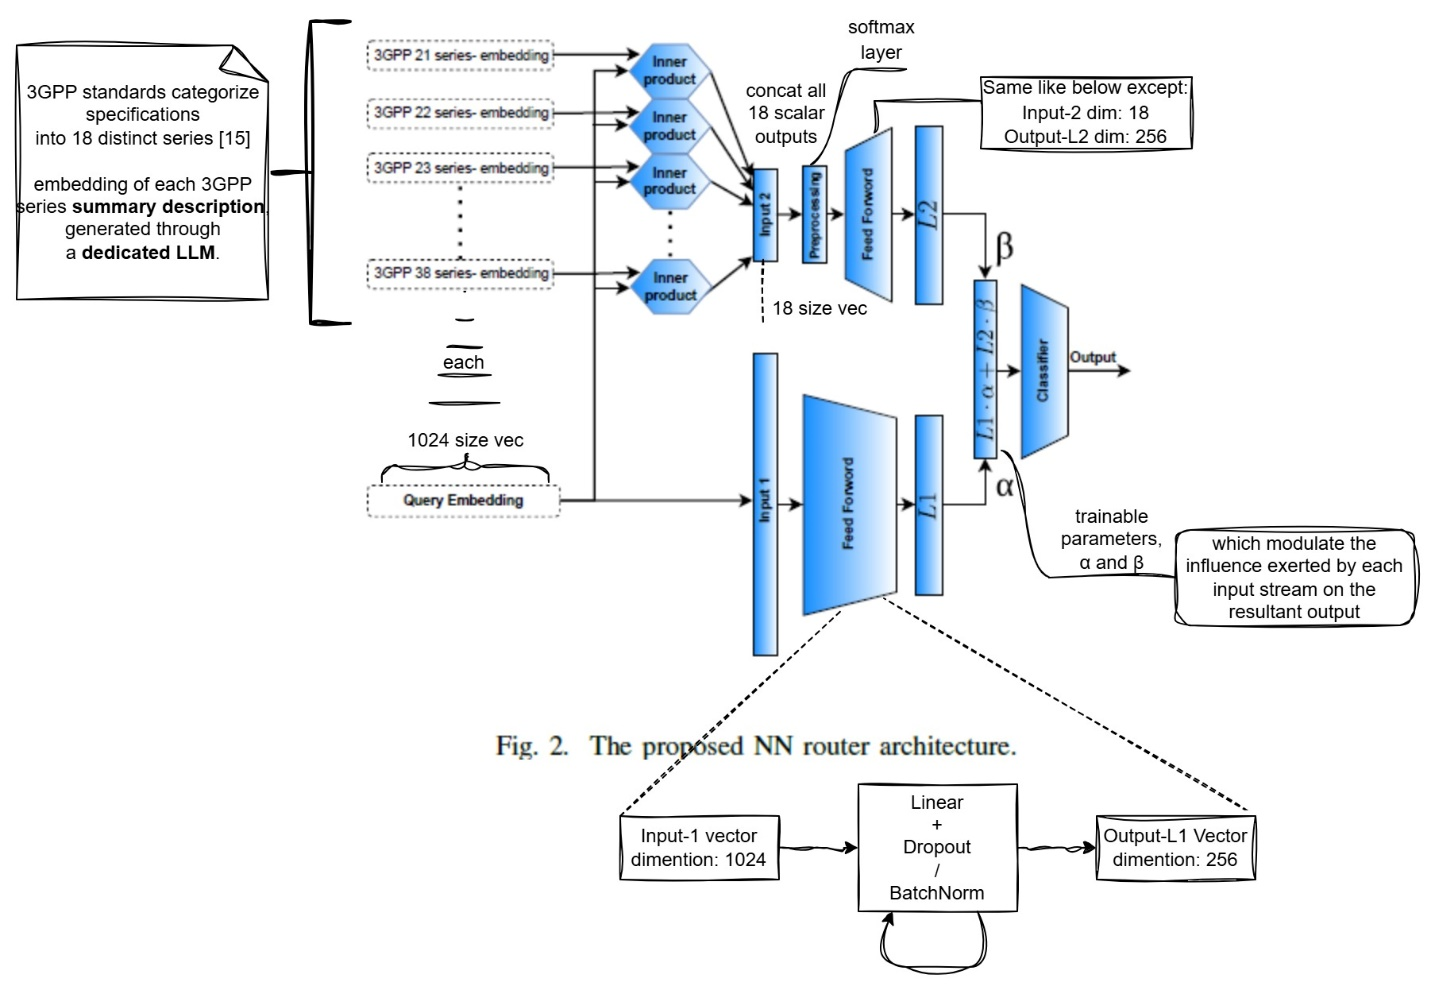 softmax
layer
3GPP standards categorize
specifications
into 18 distinct series [15]
embedding of each 3GPP
series summary description,
generated through
a dedicated LLM.
3GPP 21 series- embedding
3GPP 22 series- embedding
3GPP 23 series- embedding
3GPP 38 series- embedding
Inner
product
Inner
product
Inner
product
Inner
product
concat all
18 scalar
outputs
Input 2
Preprocessing
Feed Forward
L2
Same like below except:
Input-2 dim: 18
Output-L2 dim: 256
β
18 size vec
each
1024 size vec
Query Embedding
Input 1
Feed Forward
L1
α
L1 · α + L2 · β
Classifier
Output
trainable
parameters,
α and β
which modulate the
influence exerted by each
input stream on the
resultant output
Fig. 2. The proposed NN router architecture.
Input-1 vector
dimention: 1024
Linear
+
Dropout
/
BatchNorm
Output-L1 Vector
dimention: 256